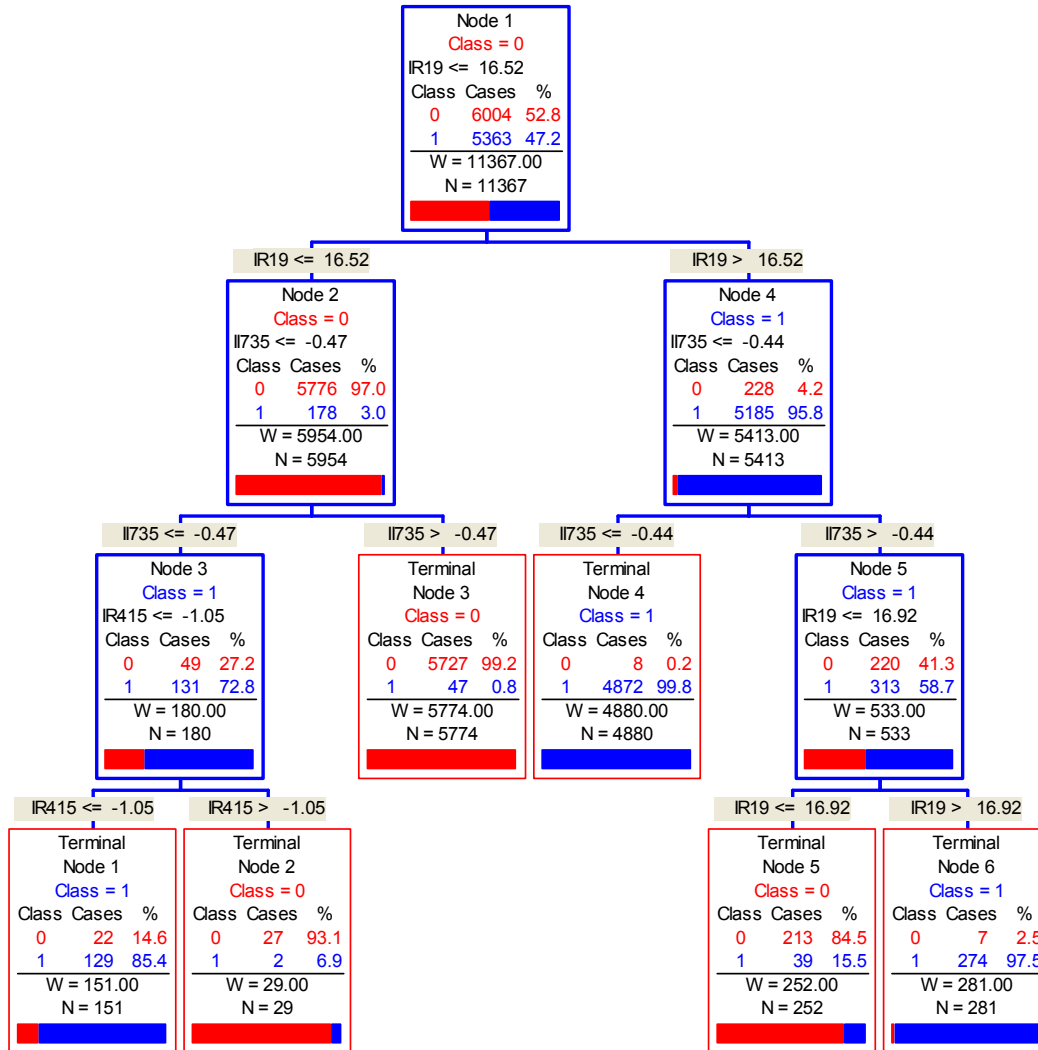 Node 1
Class = 0
IR19 <= 16.52
Class Cases %
0 6004 52.8
1 5363 47.2
W = 11367.00
N = 11367
IR19 <= 16.52
IR19 > 16.52
Node 2
Class = 0
II735 <= -0.47
Class Cases %
0 5776 97.0
1 178 3.0
W = 5954.00
N = 5954
Node 4
Class = 1
II735 <= -0.44
Class Cases %
0 228 4.2
1 5185 95.8
W = 5413.00
N = 5413
II735 <= -0.47
II735 > -0.47
II735 <= -0.44
II735 > -0.44
Node 3
Class = 1
IR415 <= -1.05
Class Cases %
0 49 27.2
1 131 72.8
W = 180.00
N = 180
Terminal
Node 3
Class = 0
Class Cases %
0 5727 99.2
1 47 0.8
W = 5774.00
N = 5774
Terminal
Node 4
Class = 1
Class Cases %
0 8 0.2
1 4872 99.8
W = 4880.00
N = 4880
Node 5
Class = 1
IR19 <= 16.92
Class Cases %
0 220 41.3
1 313 58.7
W = 533.00
N = 533
IR415 <= -1.05
IR415 > -1.05
IR19 <= 16.92
IR19 > 16.92
Terminal
Node 1
Class = 1
Class Cases %
0 22 14.6
1 129 85.4
W = 151.00
N = 151
Terminal
Node 2
Class = 0
Class Cases %
0 27 93.1
1 2 6.9
W = 29.00
N = 29
Terminal
Node 5
Class = 0
Class Cases %
0 213 84.5
1 39 15.5
W = 252.00
N = 252
Terminal
Node 6
Class = 1
Class Cases %
0 7 2.5
1 274 97.5
W = 281.00
N = 281